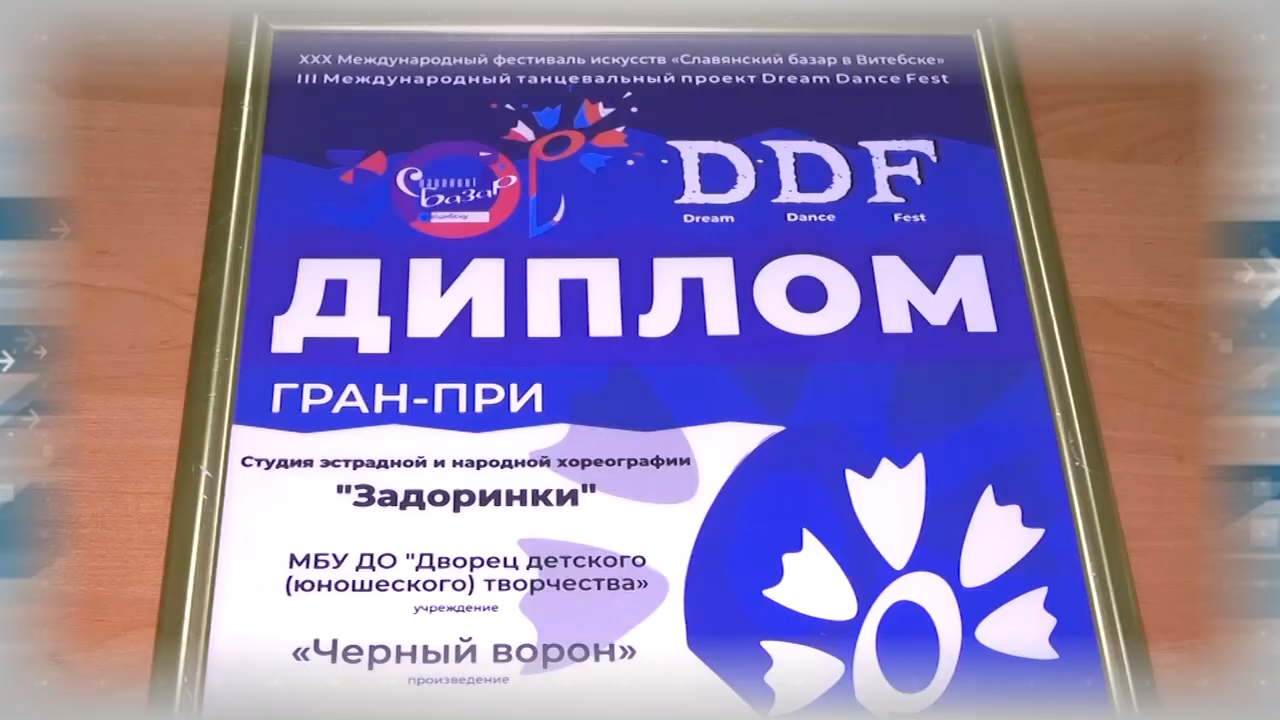 XXX Международный фестиваль искусств «Славянский базар в Витебске»
III Международный танцевальный проект Dream Dance Fest
базар
DDF
Dream Dance Fest
ДИПЛОМ
ГРАН-ПРИ
Студия эстрадной и народной хореографии
"Задоринки"
МБУ ДО "Дворец детского
(юношеского) творчества»
учреждение
«Черный ворон»
произведение